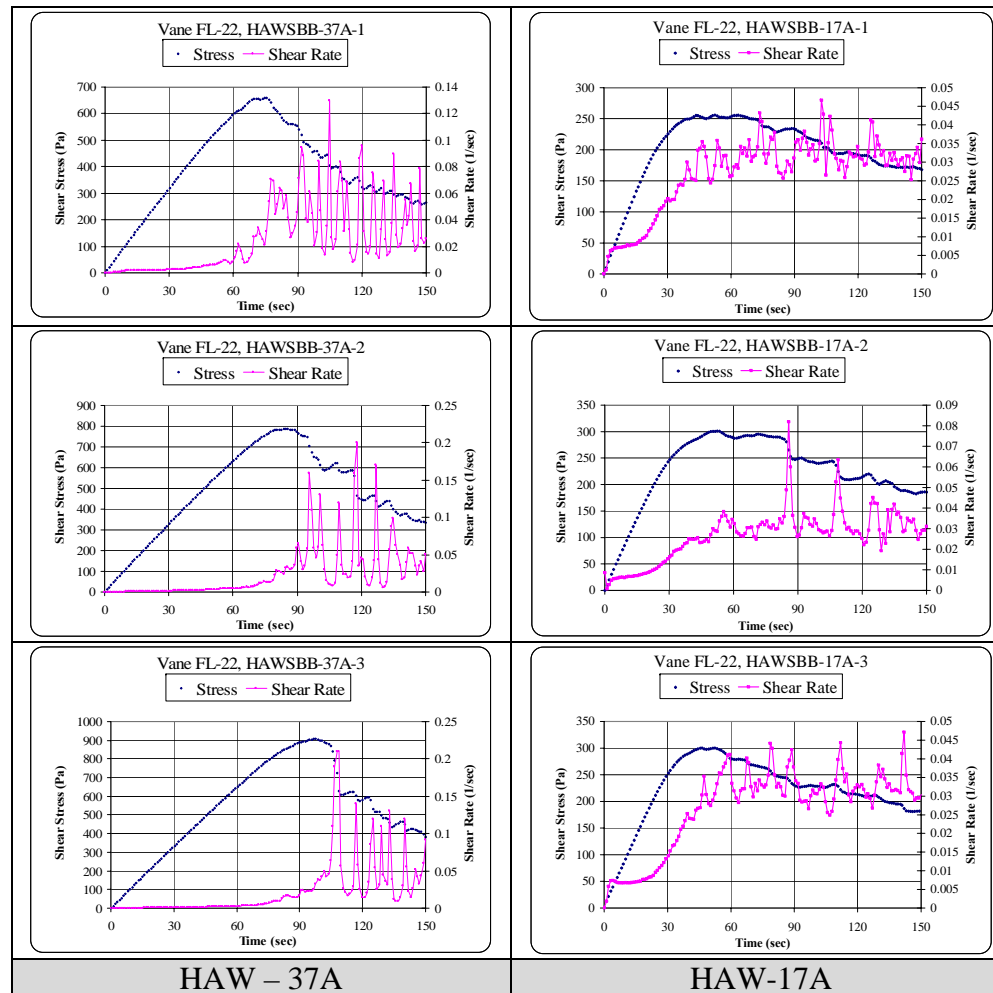 Vane FL-22, HAWSBB-37A-1
Stress Shear Rate
700
600
500
400
300
200
100
0
0.14
0.12
0.1
0.08
0.06
0.04
0.02
0
0 30 60 90 120 150
Shear Stress (Pa)
Shear Rate (1/sec)
Time (sec)
Vane FL-22, HAWSBB-17A-1
Stress Shear Rate
300
250
200
150
100
50
0
0.05
0.045
0.04
0.035
0.03
0.025
0.02
0.015
0.01
0.005
0
0 30 60 90 120 150
Shear Stress (Pa)
Shear Rate (1/sec)
Time (sec)
Vane FL-22, HAWSBB-37A-2
Stress Shear Rate
900
800
700
600
500
400
300
200
100
0
0.25
0.2
0.15
0.1
0.05
0
0 30 60 90 120 150
Shear Stress (Pa)
Shear Rate (1/sec)
Time (sec)
Vane FL-22, HAWSBB-17A-2
Stress Shear Rate
350
300
250
200
150
100
50
0
0.09
0.08
0.07
0.06
0.05
0.04
0.03
0.02
0.01
0
0 30 60 90 120 150
Shear Stress (Pa)
Shear Rate (1/sec)
Time (sec)
Vane FL-22, HAWSBB-37A-3
Stress Shear Rate
1000
900
800
700
600
500
400
300
200
100
0
0.25
0.2
0.15
0.1
0.05
0
0 30 60 90 120 150
Shear Stress (Pa)
Shear Rate (1/sec)
Time (sec)
Vane FL-22, HAWSBB-17A-3
Stress Shear Rate
350
300
250
200
150
100
50
0
0.05
0.045
0.04
0.035
0.03
0.025
0.02
0.015
0.01
0.005
0
0 30 60 90 120 150
Shear Stress (Pa)
Shear Rate (1/sec)
Time (sec)
HAW – 37A
HAW-17A